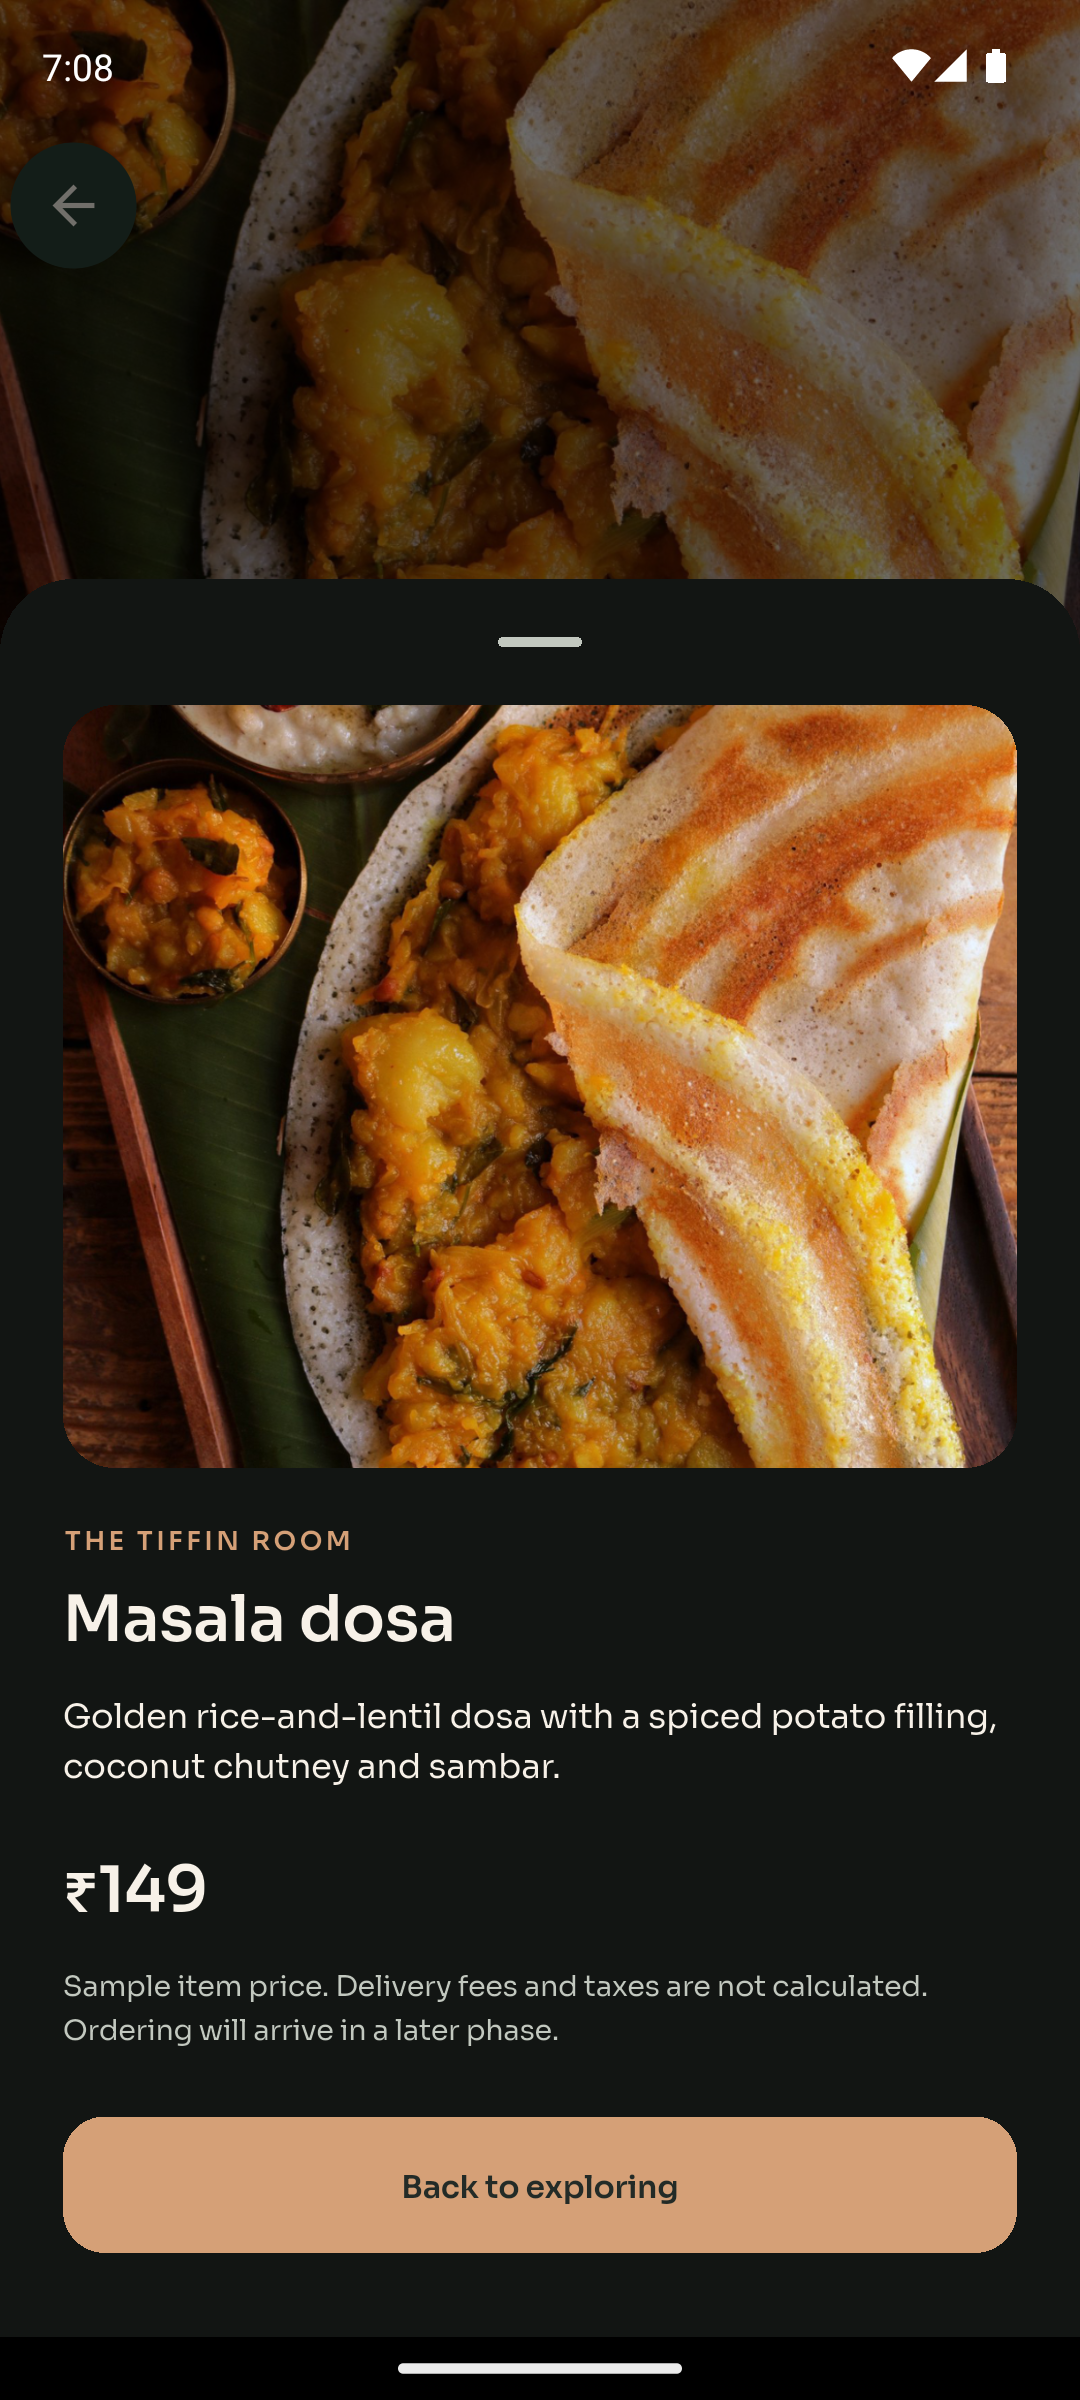 7:08
THE TIFFIN ROOM
Masala dosa
Golden rice-and-lentil dosa with a spiced potato filling,
coconut chutney and sambar.
₹149
Sample item price. Delivery fees and taxes are not calculated.
Ordering will arrive in a later phase.
Back to exploring